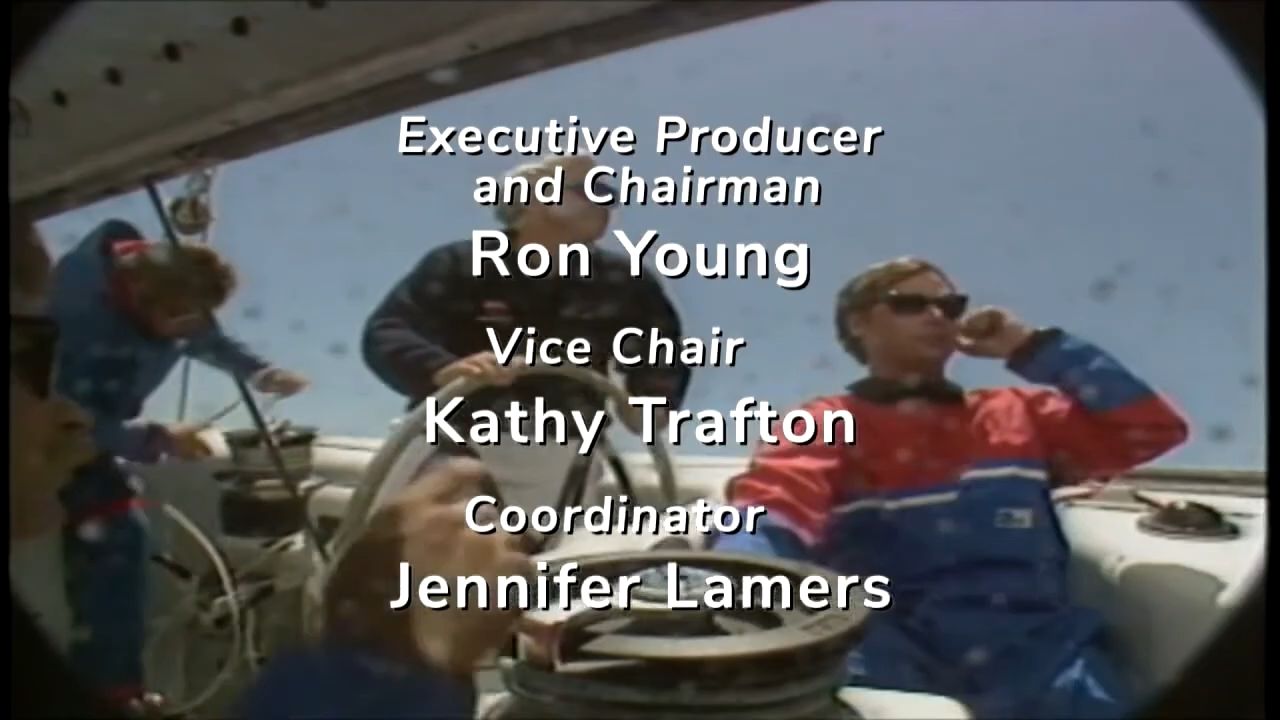 Executive Producer
and Chairman
Ron Young
Vice Chair
Kathy Trafton
Coordinator
Jennifer Lamers